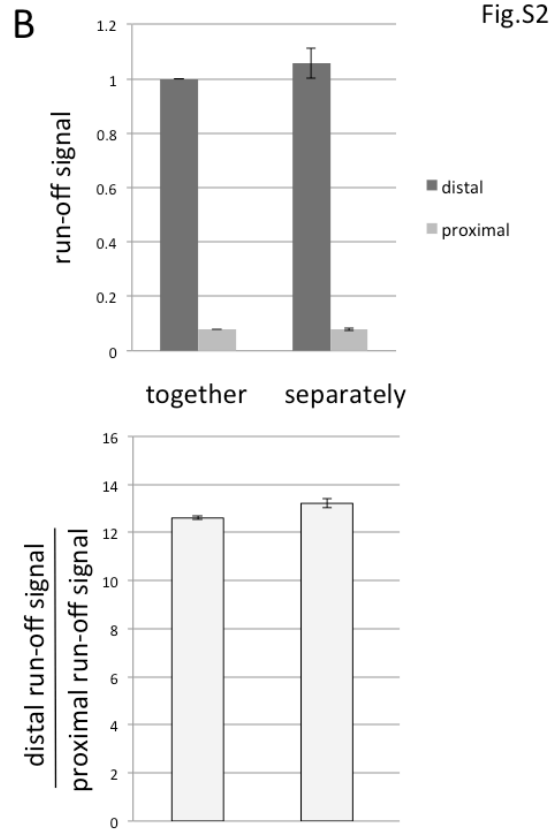 B
Fig.S2
run-off signal
1.2
1
0.8
0.6
0.4
0.2
0
distal
proximal
together
separately
distal run-off signal
proximal run-off signal
16
14
12
10
8
6
4
2
0